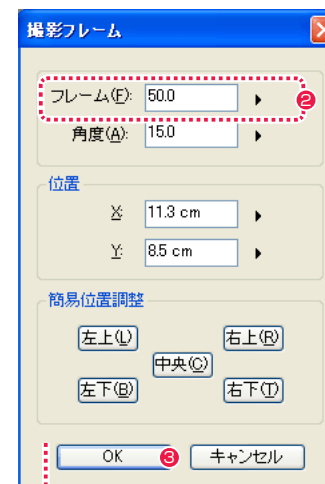 撮影フレーム
フレーム(F): 50.0 ❷
角度(A): 15.0
位置
X: 11.3 cm
Y: 8.5 cm
簡易位置調整
左上(L) 右上(R)
中央(C)
左下(B) 右下(T)
OK ❸ キャンセル